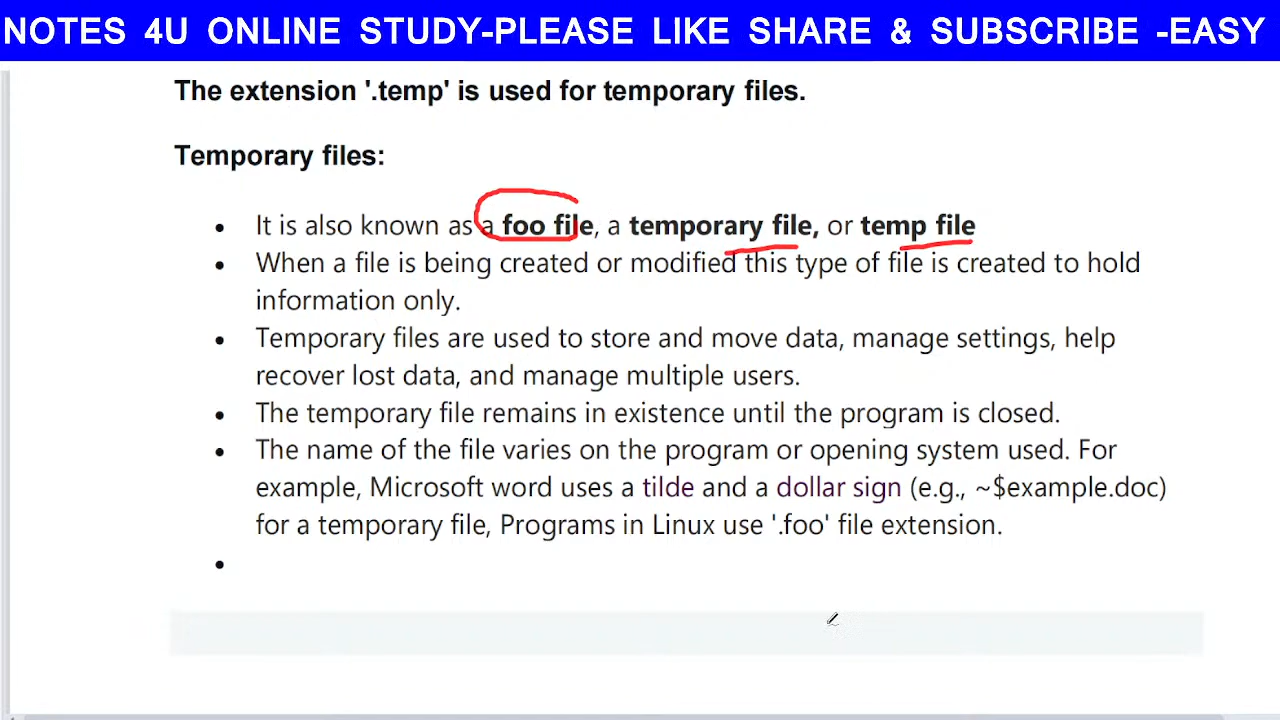 NOTES 4U ONLINE STUDY-PLEASE LIKE SHARE & SUBSCRIBE -EASY
The extension '.temp' is used for temporary files.
Temporary files:
• It is also known as a foo file, a temporary file, or temp file
• When a file is being created or modified this type of file is created to hold
information only.
• Temporary files are used to store and move data, manage settings, help
recover lost data, and manage multiple users.
• The temporary file remains in existence until the program is closed.
• The name of the file varies on the program or opening system used. For
example, Microsoft word uses a tilde and a dollar sign (e.g., ~$example.doc)
for a temporary file, Programs in Linux use '.foo' file extension.
•